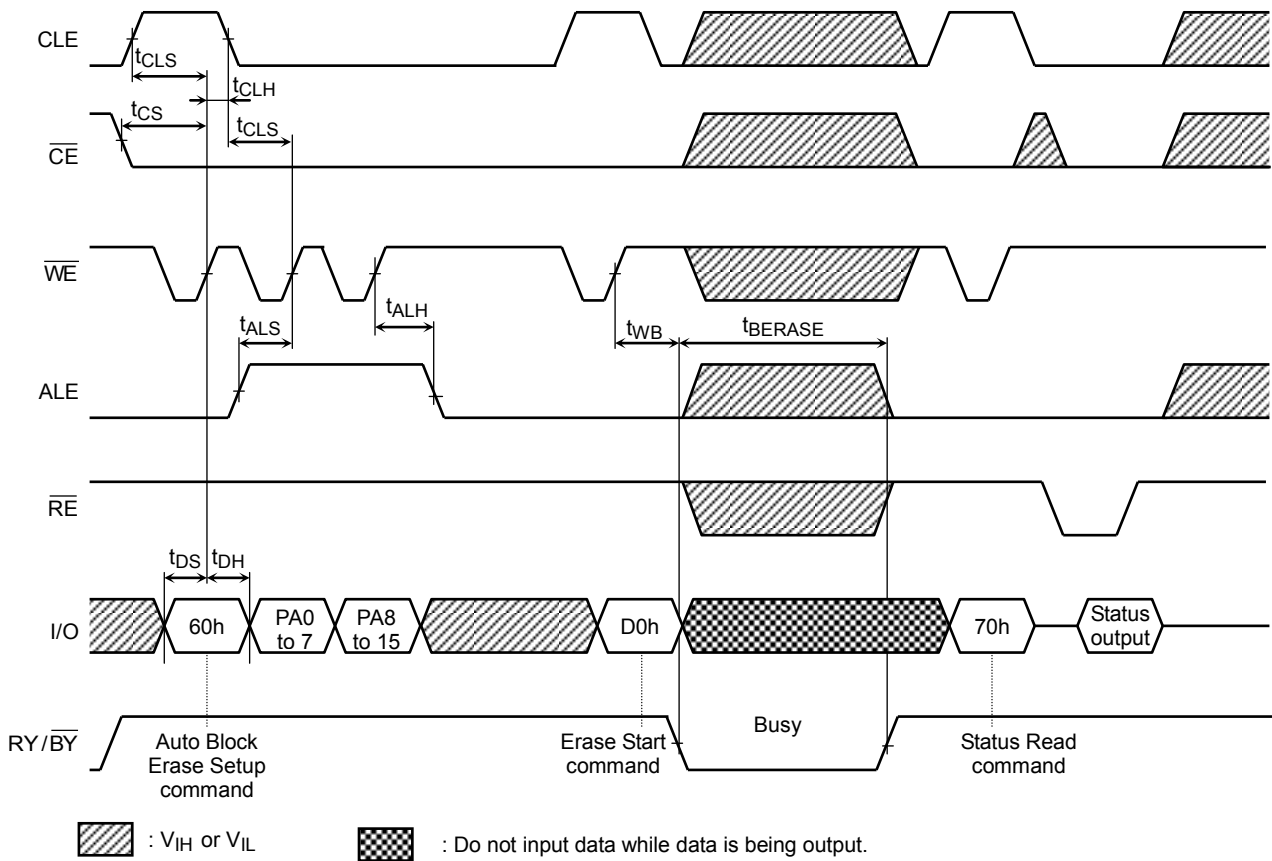 CLE
tCLS
tCLH
tCS
tCLS
CE
WE
tALS
tALH
tWB
tBERASE
ALE
RE
tDS
tDH
I/O
60h
PA0
to 7
PA8
to 15
D0h
70h
Status
output
RY/BY
Busy
Auto Block
Erase Setup
command
Erase Start
command
Status Read
command
: VIH or VIL
: Do not input data while data is being output.